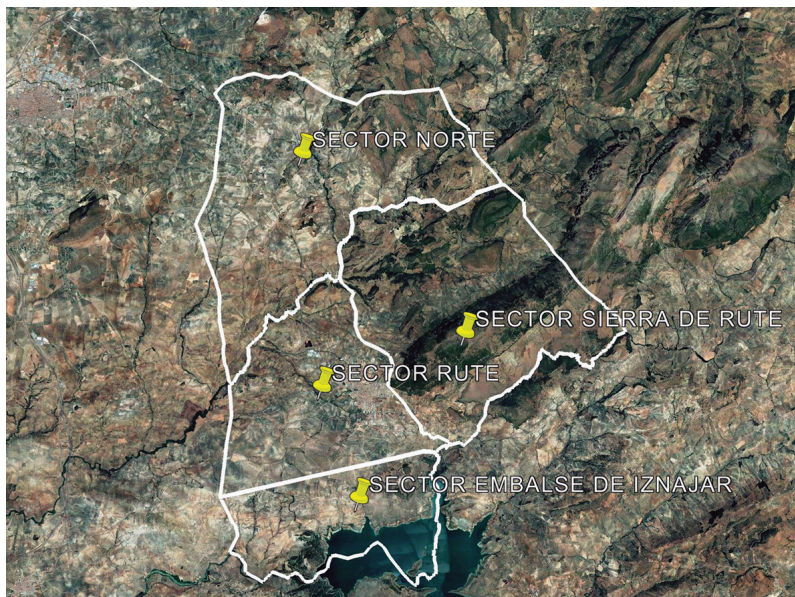 SECTOR NORTE
SECTOR SIERRA DE RUTE
SECTOR RUTE
SECTOR EMBALSE DE IZNAJAR